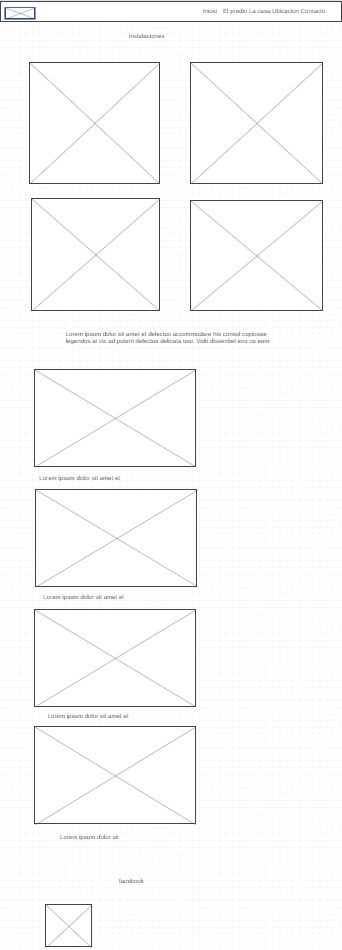 Inicio El predio La casa Ubicacion Contacto
instalaciones
Lorem ipsum dolor sit amet et delectus accommodare his consul copiosae
legendos at vix ad putent delectus delicata usu. Vidit dissentiet eos cu eum
Lorem ipsum dolor sit amet et
Lorem ipsum dolor sit amet et
Lorem ipsum dolor sit amet et
Lorem ipsum dolor sit
facebook